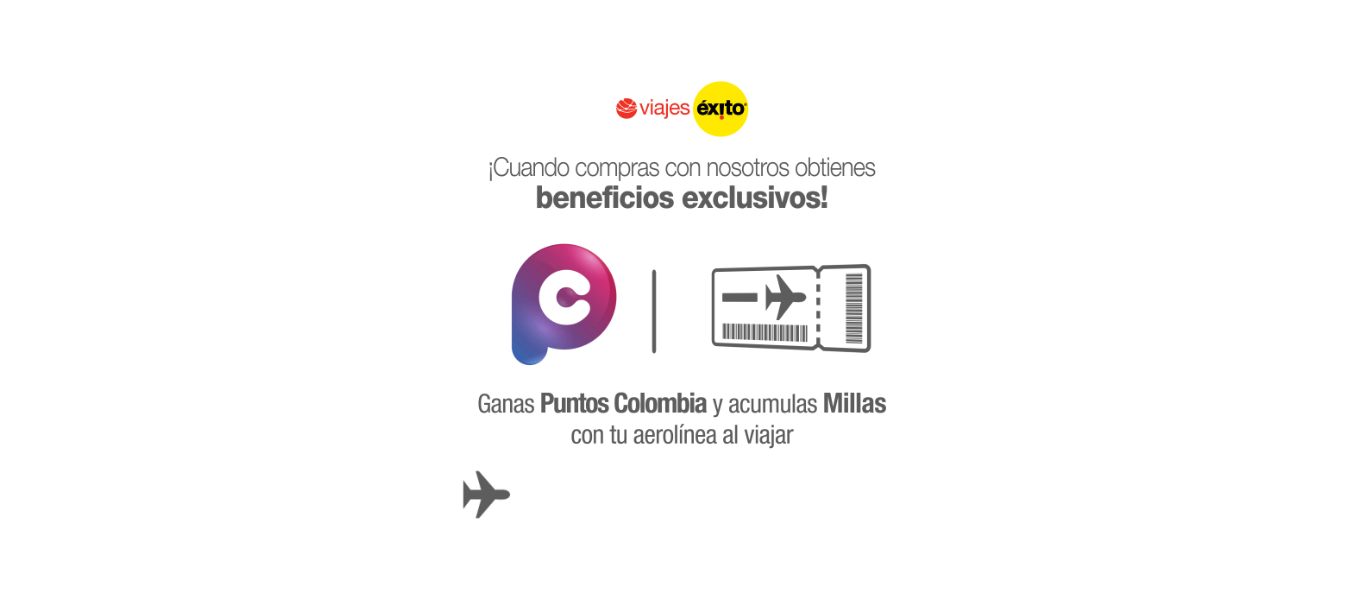 viajes éxito
¡Cuando compras con nosotros obtienes
beneficios exclusivos!
Ganas Puntos Colombia y acumulas Millas
con tu aerolínea al viajar